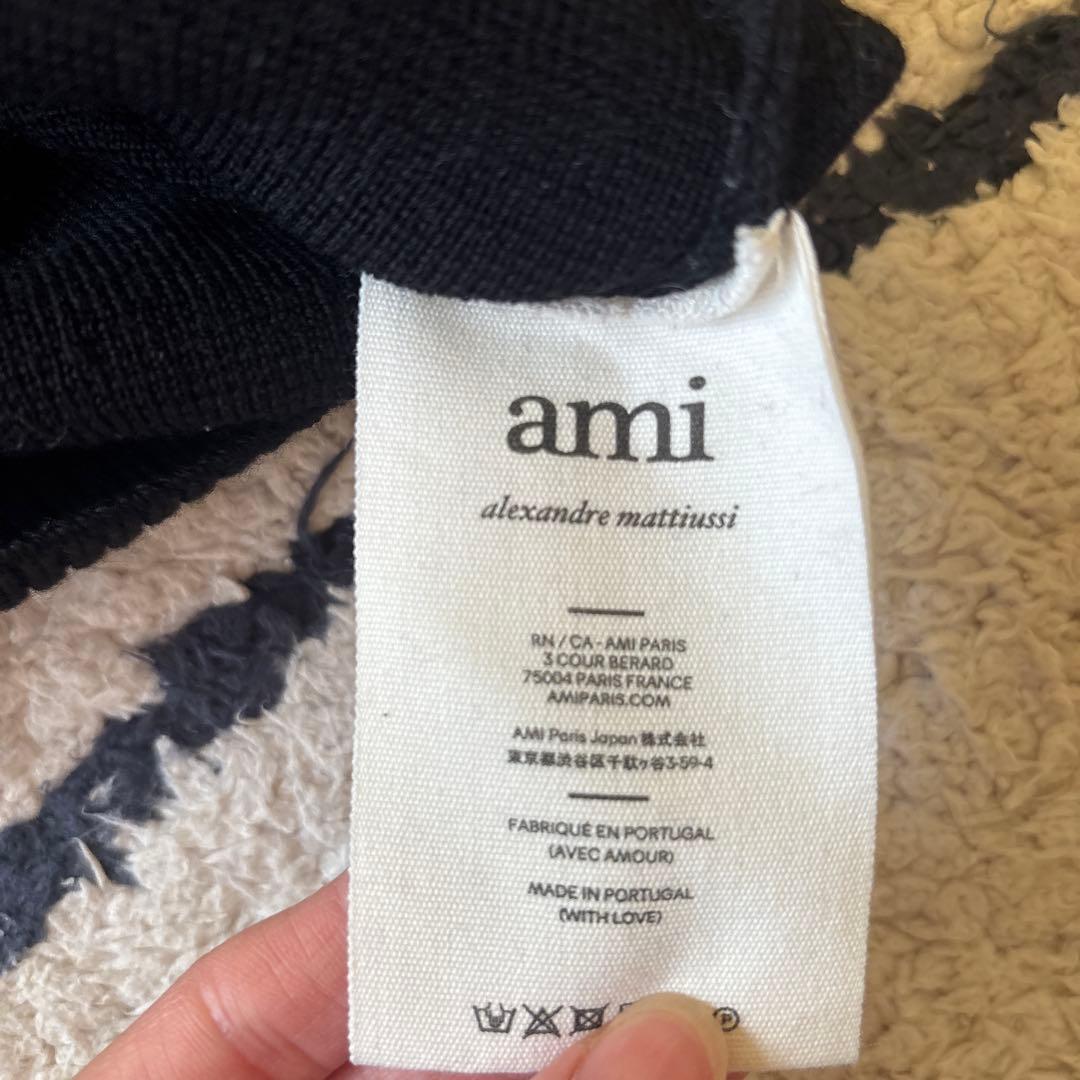 ami
alexandre mattiussi
RN / CA - AMI PARIS
3 COUR BERARD
75004 PARIS FRANCE
AMIPARIS.COM
AMI Paris Japan 株式会社
東京都渋谷区千駄ヶ谷3-59-4
FABRIQUÉ EN PORTUGAL
(AVEC AMOUR)
MADE IN PORTUGAL
(WITH LOVE)
P